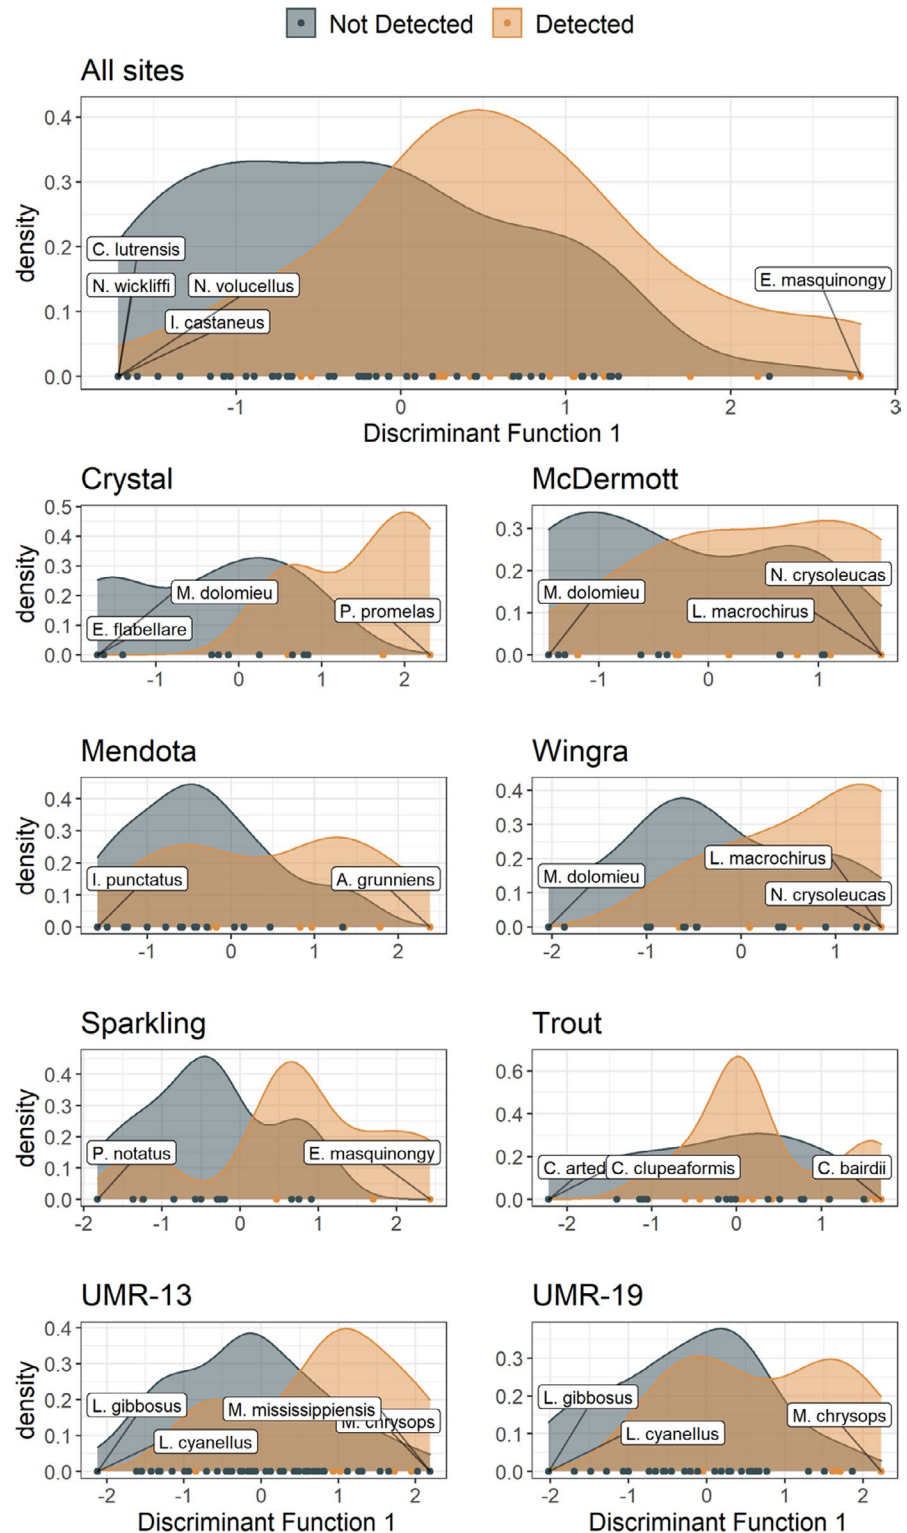 Not Detected Detected
All sites
0.4
0.3
0.2
0.1
0.0
density
C. lutrensis
N. wickliffi
N. volucellus
I. castaneus
E. masquinongy
-1 0 1 2 3
Discriminant Function 1
Crystal
0.5
0.4
0.3
0.2
0.1
0.0
density
M. dolomieu
P. promelas
E. flabellare
-1 0 1 2
McDermott
0.3
0.2
0.1
0.0
N. crysoleucas
M. dolomieu
L. macrochirus
-1 0 1
Mendota
0.4
0.3
0.2
0.1
0.0
density
I. punctatus
A. grunniens
-1 0 1 2
Wingra
0.4
0.3
0.2
0.1
0.0
L. macrochirus
M. dolomieu
N. crysoleucas
-2 -1 0 1
Sparkling
0.4
0.3
0.2
0.1
0.0
density
P. notatus
E. masquinongy
-2 -1 0 1 2
Trout
0.6
0.4
0.2
0.0
C. arted
C. clupeaformis
C. bairdii
-2 -1 0 1
UMR-13
0.4
0.3
0.2
0.1
0.0
density
L. gibbosus
M. mississippiensis
M. chrysops
L. cyanellus
-2 -1 0 1 2
Discriminant Function 1
UMR-19
0.3
0.2
0.1
0.0
L. gibbosus
M. chrysops
L. cyanellus
-2 -1 0 1 2
Discriminant Function 1